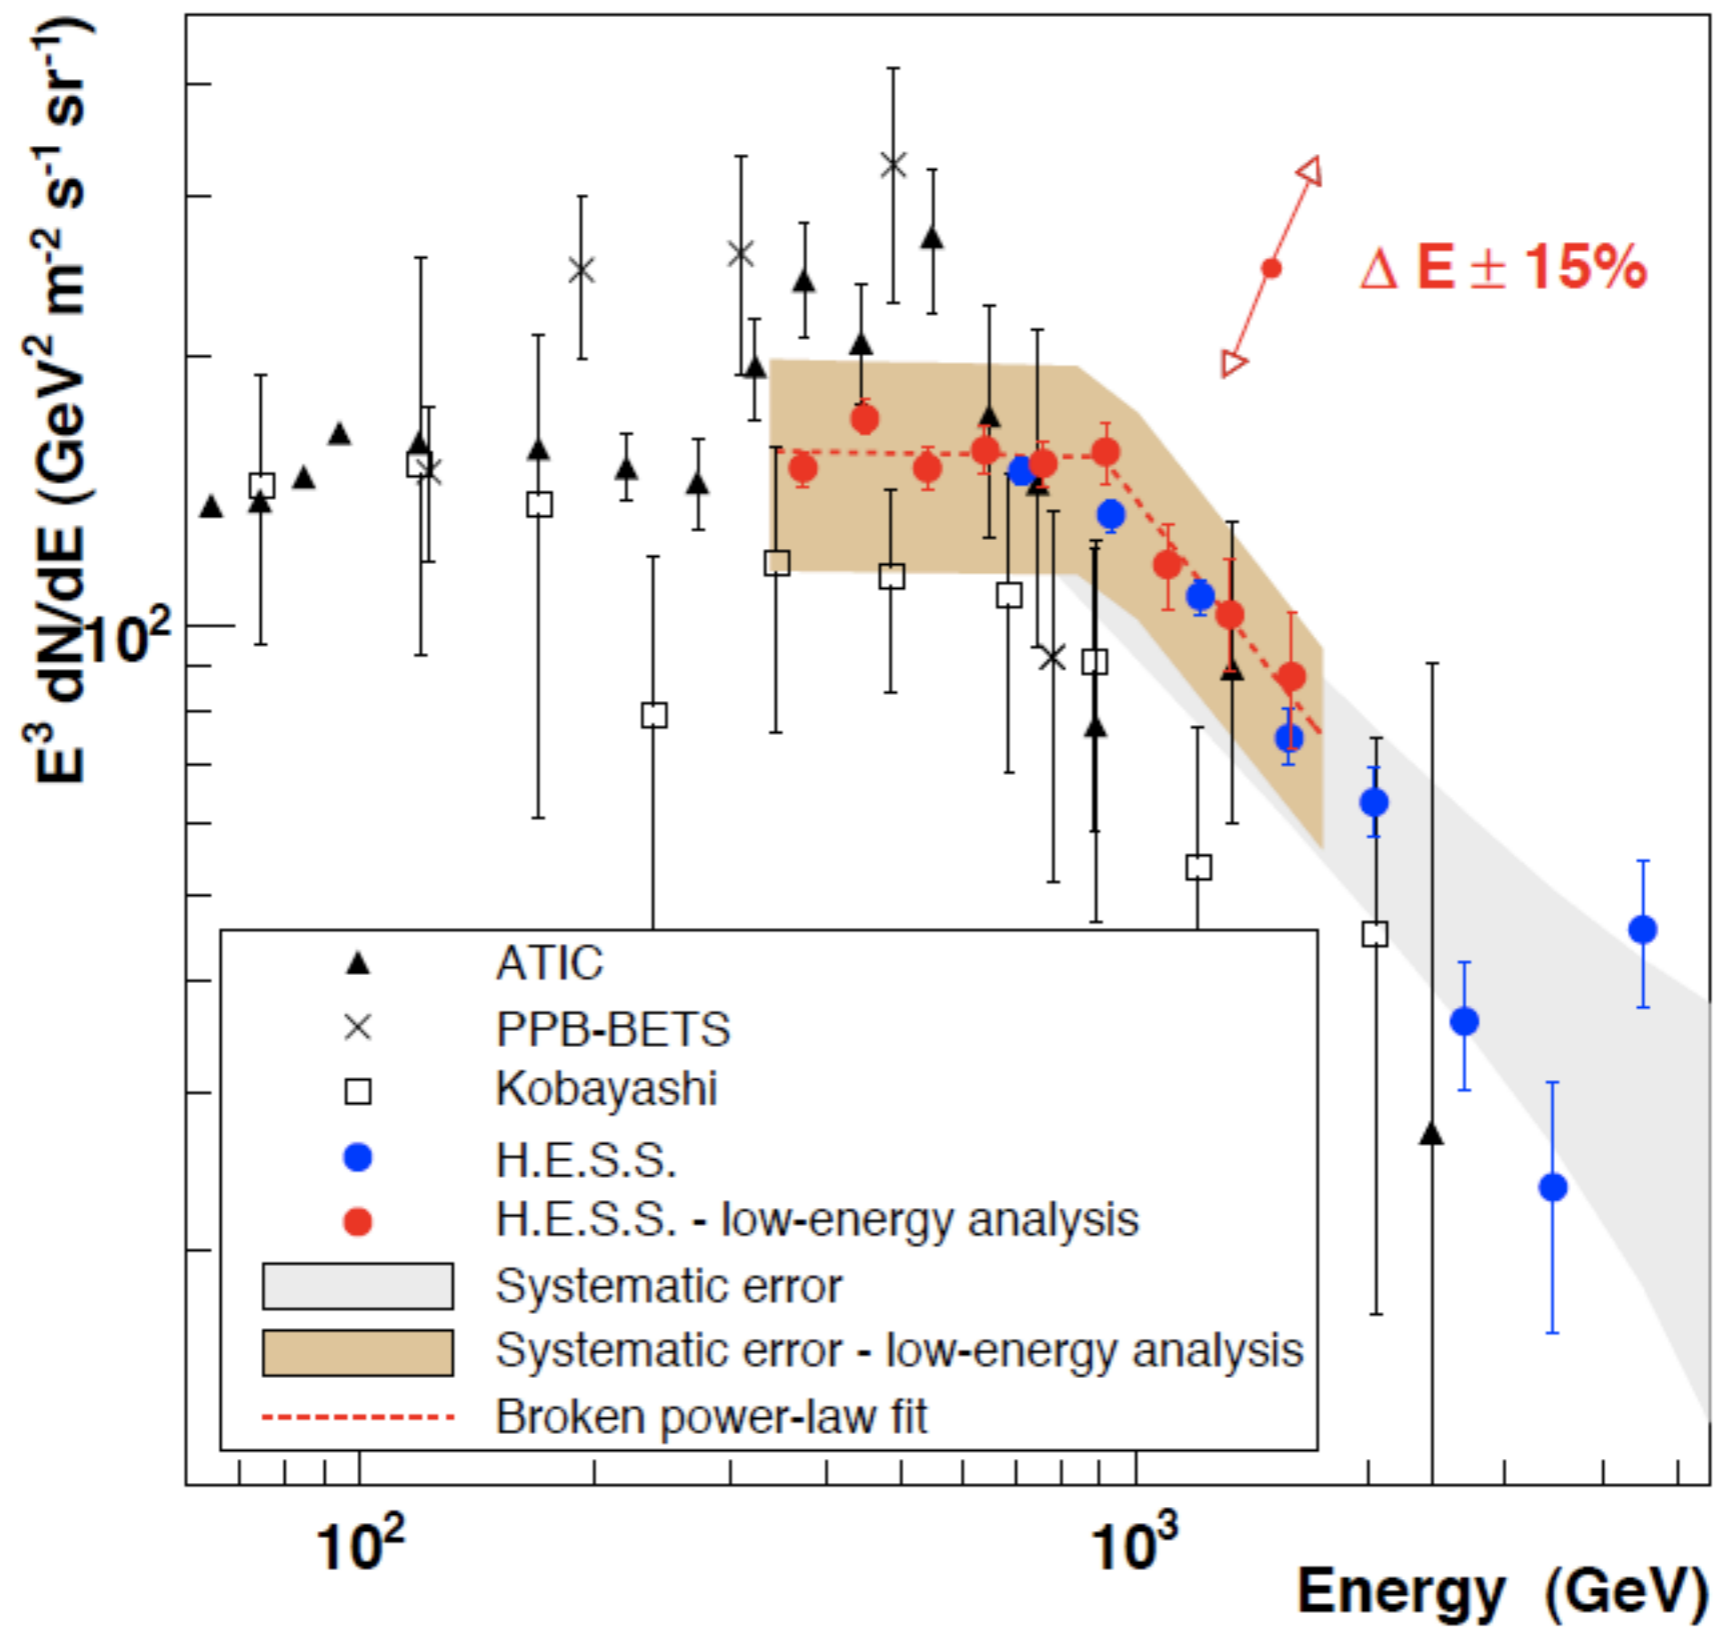 E³ dN/dE (GeV² m⁻² s⁻¹ sr⁻¹)
Δ E ± 15%
10²
ATIC
PPB-BETS
Kobayashi
H.E.S.S.
H.E.S.S. - low-energy analysis
Systematic error
Systematic error - low-energy analysis
Broken power-law fit
10²
10³
Energy (GeV)